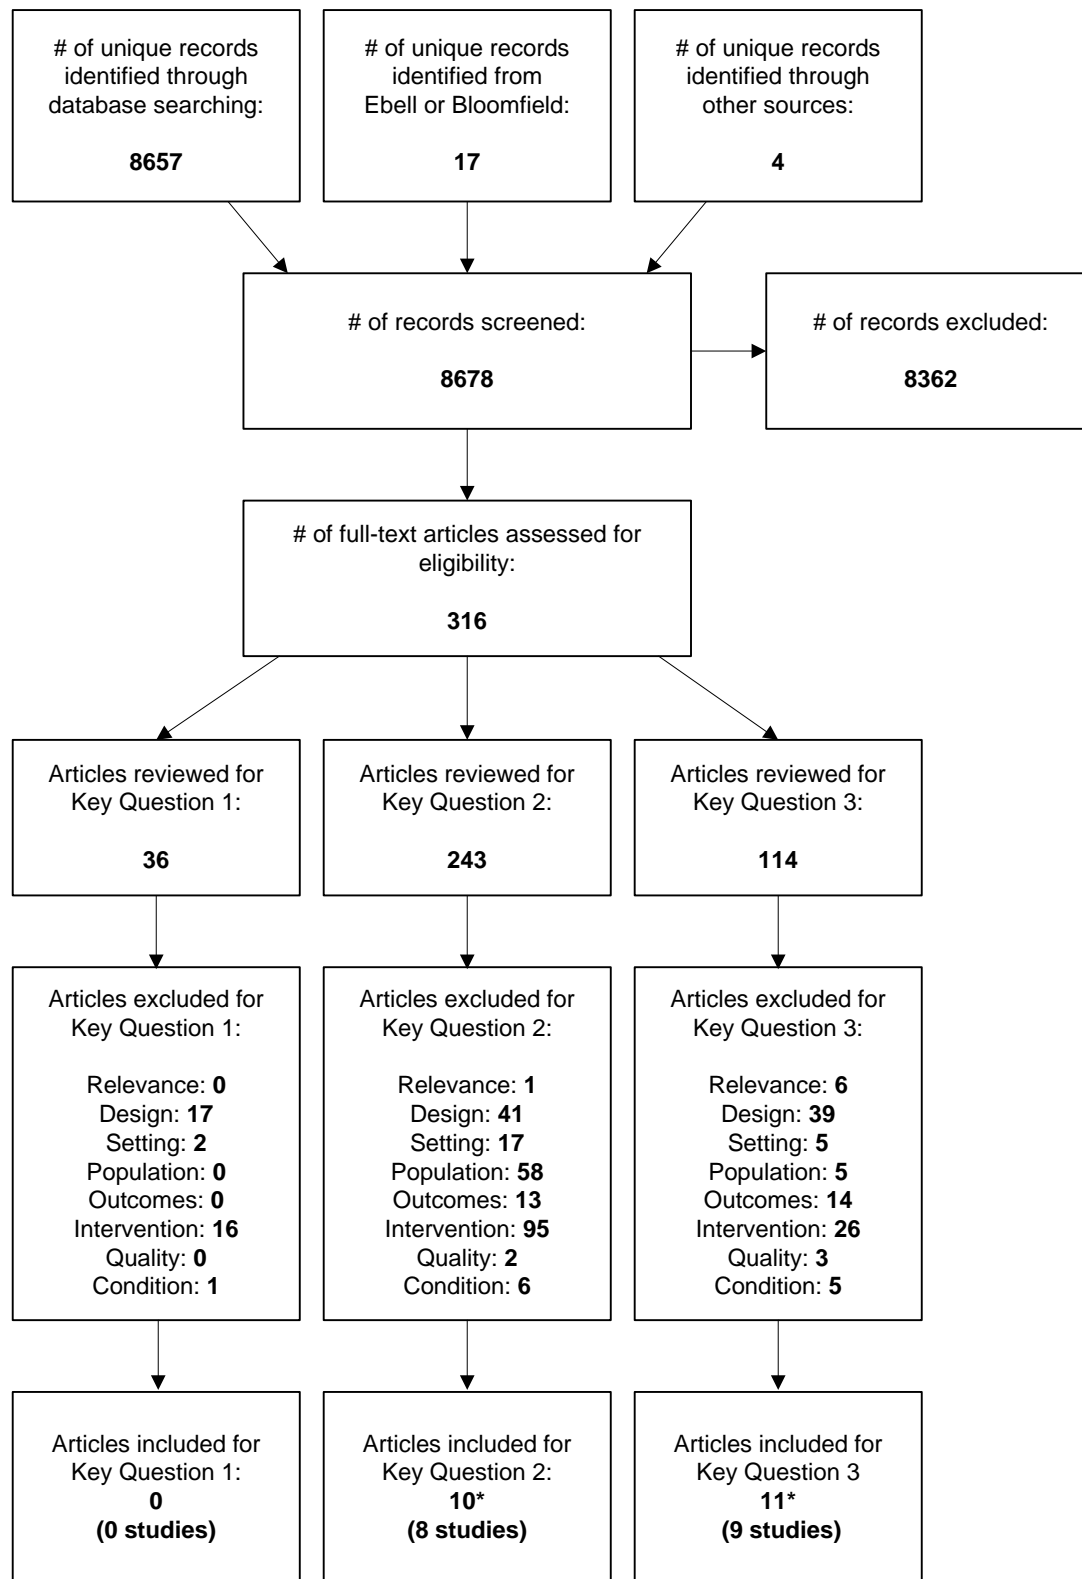 # of unique records
identified through
database searching:
8657
# of unique records
identified from
Ebell or Bloomfield:
17
# of unique records
identified through
other sources:
4
# of records screened:
8678
# of records excluded:
8362
# of full-text articles assessed for
eligibility:
316
Articles reviewed for
Key Question 1:
36
Articles reviewed for
Key Question 2:
243
Articles reviewed for
Key Question 3:
114
Articles excluded for
Key Question 1:
Relevance: 0
Design: 17
Setting: 2
Population: 0
Outcomes: 0
Intervention: 16
Quality: 0
Condition: 1
Articles excluded for
Key Question 2:
Relevance: 1
Design: 41
Setting: 17
Population: 58
Outcomes: 13
Intervention: 95
Quality: 2
Condition: 6
Articles excluded for
Key Question 3:
Relevance: 6
Design: 39
Setting: 5
Population: 5
Outcomes: 14
Intervention: 26
Quality: 3
Condition: 5
Articles included for
Key Question 1:
0
(0 studies)
Articles included for
Key Question 2:
10*
(8 studies)
Articles included for
Key Question 3
11*
(9 studies)